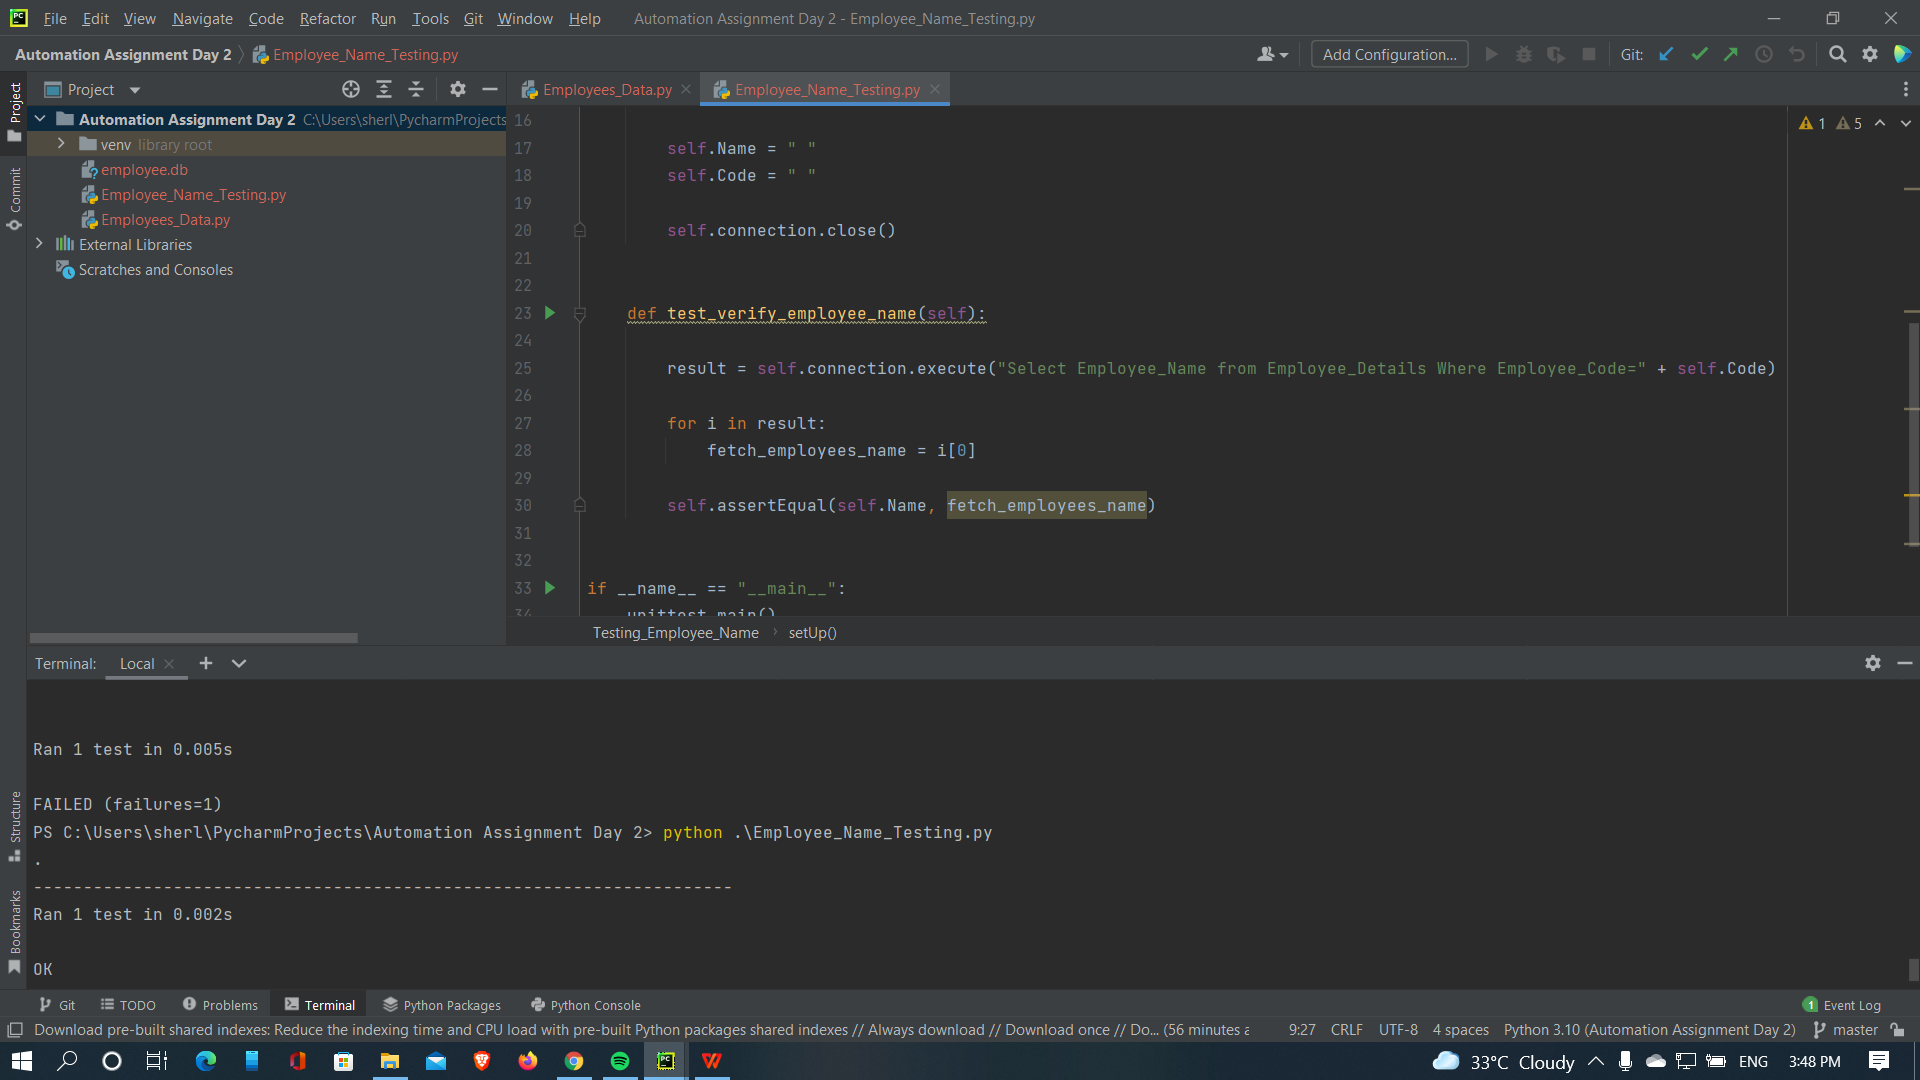 File Edit View Navigate Code Refactor Run Tools Git Window Help Automation Assignment Day 2 - Employee_Name_Testing.py
Automation Assignment Day 2 Employee_Name_Testing.py Add Configuration... Git:
Project
Project
Commit
Structure
Bookmarks
Automation Assignment Day 2 C:\Users\sherl\PycharmProjects
venv library root
employee.db
Employee_Name_Testing.py
Employees_Data.py
External Libraries
Scratches and Consoles
Employees_Data.py Employee_Name_Testing.py
1 5
16
17 self.Name = " "
18 self.Code = " "
19
20 self.connection.close()
21
22
23 def test_verify_employee_name(self):
24
25 result = self.connection.execute("Select Employee_Name from Employee_Details Where Employee_Code=" + self.Code)
26
27 for i in result:
28 fetch_employees_name = i[0]
29
30 self.assertEqual(self.Name, fetch_employees_name)
31
32
33 if __name__ == "__main__":
34 unittest.main()
Testing_Employee_Name setUp()
Terminal: Local
Ran 1 test in 0.005s
FAILED (failures=1)
PS C:\Users\sherl\PycharmProjects\Automation Assignment Day 2> python .\Employee_Name_Testing.py
.
----------------------------------------------------------------------
Ran 1 test in 0.002s
OK
Git TODO Problems Terminal Python Packages Python Console 1 Event Log
Download pre-built shared indexes: Reduce the indexing time and CPU load with pre-built Python packages shared indexes // Always download // Download once // Do... (56 minutes a 9:27 CRLF UTF-8 4 spaces Python 3.10 (Automation Assignment Day 2) master
33°C Cloudy ENG 3:48 PM